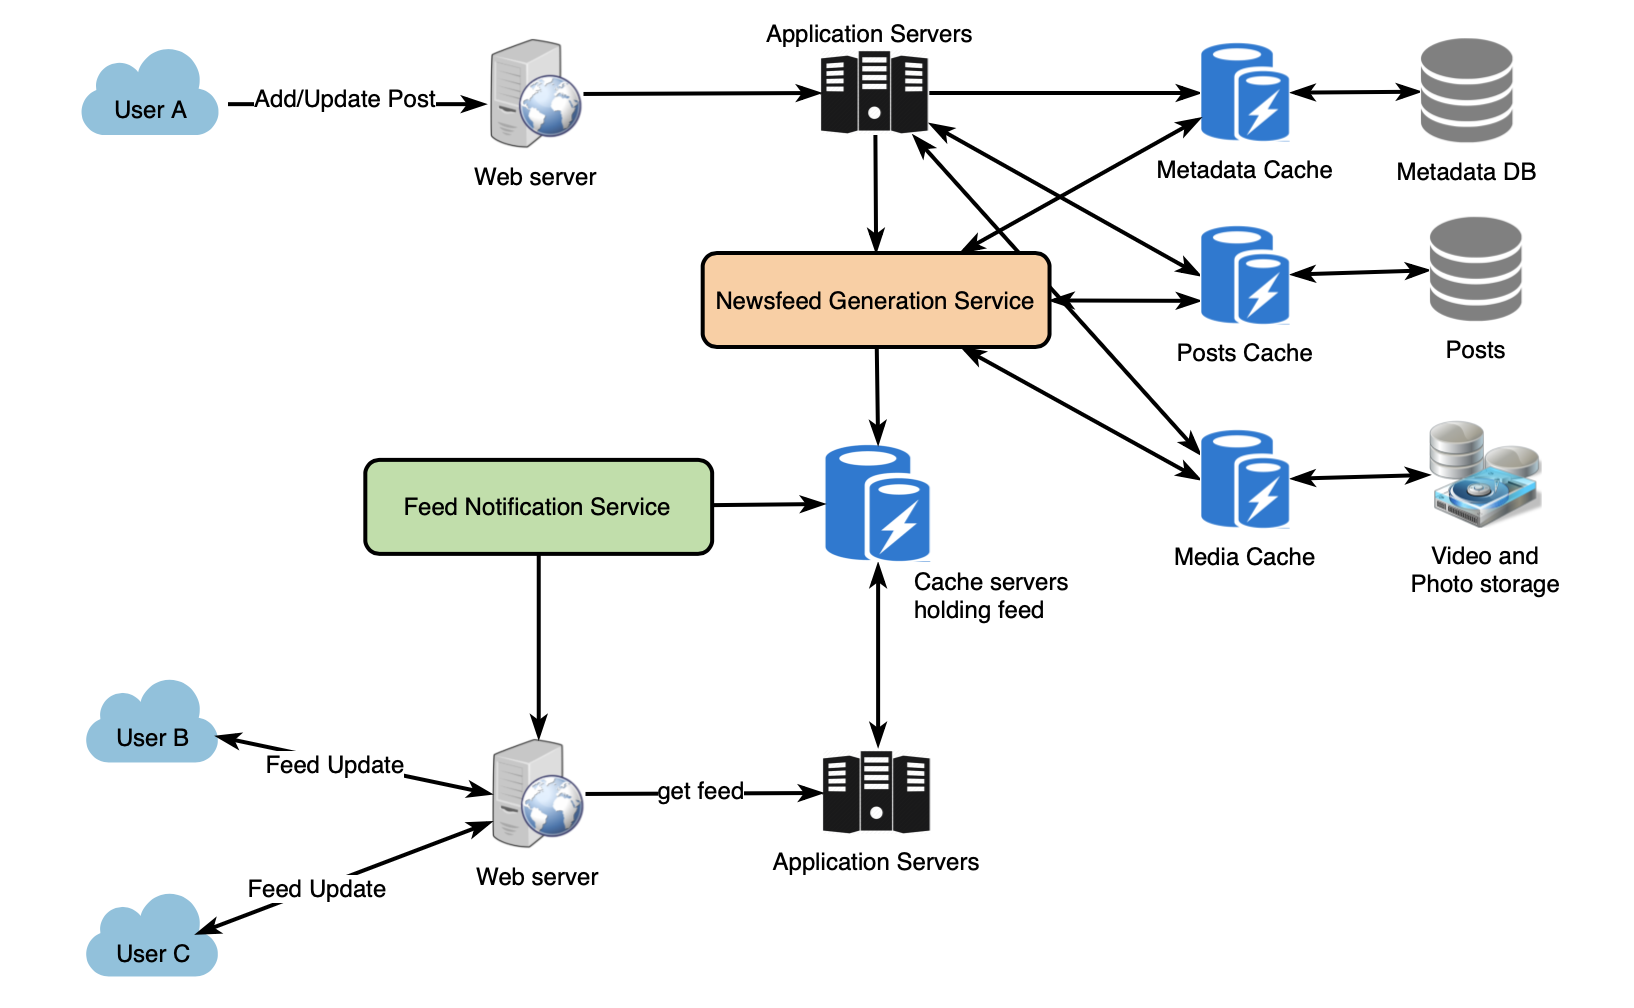 Application Servers
User A
Add/Update Post
Web server
Metadata Cache
Metadata DB
Newsfeed Generation Service
Posts Cache
Posts
Feed Notification Service
Media Cache
Video and
Photo storage
Cache servers
holding feed
User B
Feed Update
get feed
Web server
Application Servers
Feed Update
User C